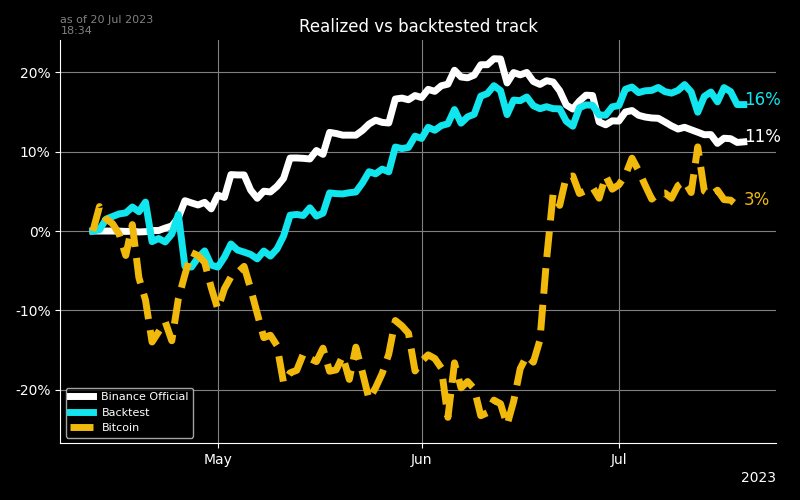 as of 20 Jul 2023
18:34
Realized vs backtested track
20%
10%
0%
-10%
-20%
16%
11%
3%
Binance Official
Backtest
Bitcoin
May
Jun
Jul
2023